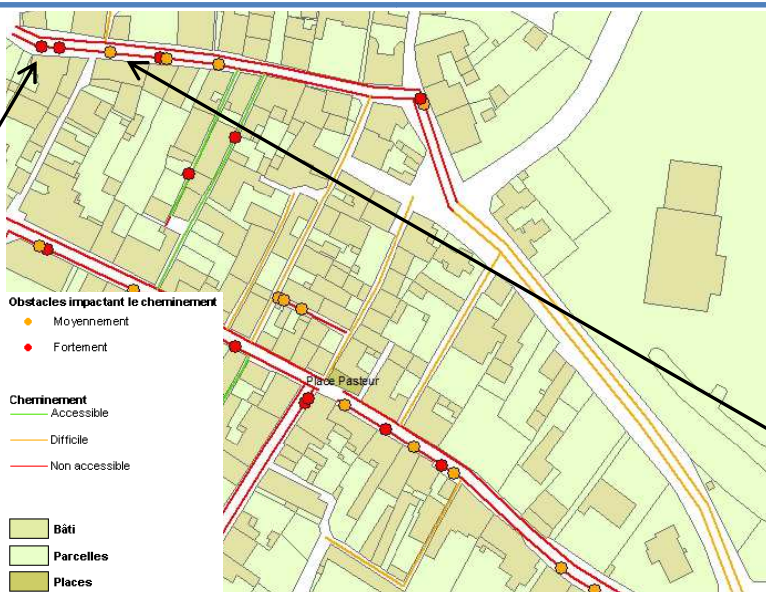 Obstacles impactant le cheminement
Moyennement
Fortement
Place Pasteur
Cheminement
Accessible
Difficile
Non accessible
Bâti
Parcelles
Places